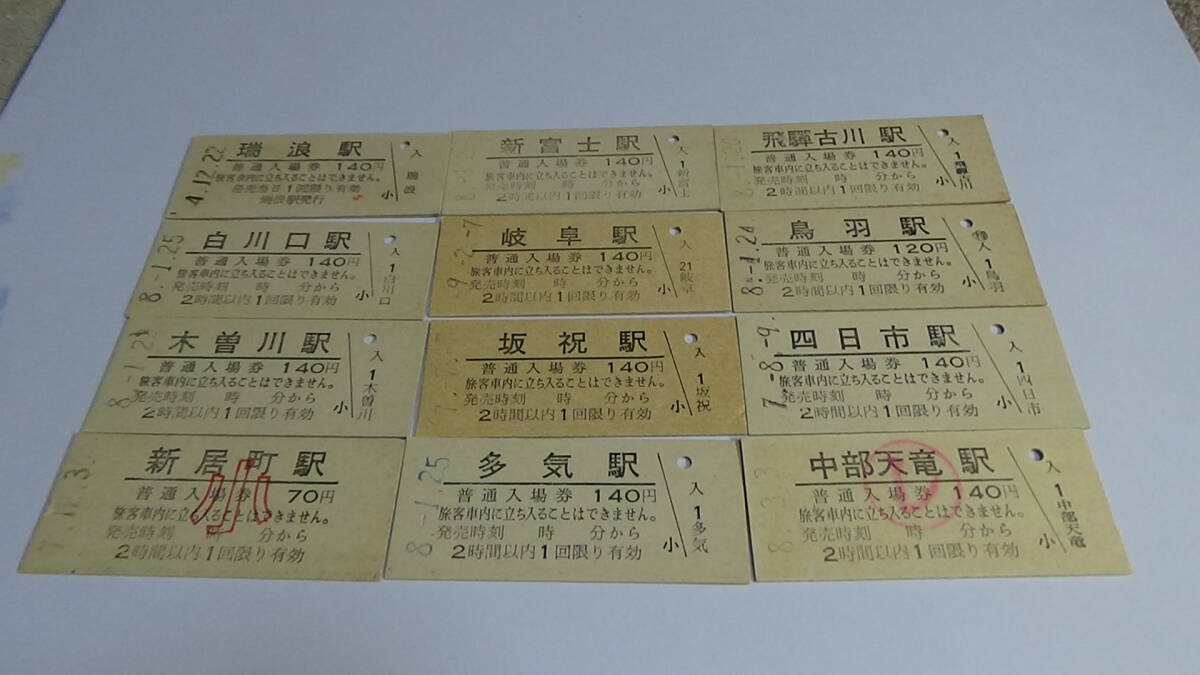 瑞浪駅
普通入場券 140円
旅客車内に立ち入ることはできません。
発売当日1回限り有効
瑞浪駅発行
小
4.12.22
入
瑞浪
新富士駅
普通入場券 140円
旅客車内に立ち入ることはできません。
発売時刻 時 分から
2時間以内1回限り有効
小
入
1
新富士
飛驒古川駅
普通入場券 140円
旅客車内に立ち入ることはできません。
発売時刻 時 分から
2時間以内1回限り有効
小
入
1
白川口駅
普通入場券 140円
旅客車内に立ち入ることはできません。
発売時刻 時 分から
2時間以内1回限り有効
小
8.-1.25
入
1
白川口
岐阜駅
普通入場券 140円
旅客車内に立ち入ることはできません。
発売時刻 時 分から
2時間以内1回限り有効
小
-9.-2.-7
入
21
岐阜
鳥羽駅
普通入場券 120円
旅客車内に立ち入ることはできません。
発売時刻 時 分から
2時間以内1回限り有効
小
入
1
鳥羽
木曽川駅
普通入場券 140円
旅客車内に立ち入ることはできません。
発売時刻 時 分から
2時間以内1回限り有効
小
入
1
木曽川
坂祝駅
普通入場券 140円
旅客車内に立ち入ることはできません。
発売時刻 時 分から
2時間以内1回限り有効
小
入
1
坂祝
四日市駅
普通入場券 140円
旅客車内に立ち入ることはできません。
発売時刻 時 分から
2時間以内1回限り有効
小
7.-8.-9.
入
1
四日市
新居町駅
普通入場券 70円
旅客車内に立ち入ることはできません。
発売時刻 時 分から
2時間以内1回限り有効
小
多気駅
普通入場券 140円
旅客車内に立ち入ることはできません。
発売時刻 時 分から
2時間以内1回限り有効
小
8.-1.25
入
1
多気
中部天竜駅
普通入場券 140円
旅客車内に立ち入ることはできません。
発売時刻 時 分から
2時間以内1回限り有効
小
入
1
中部天竜